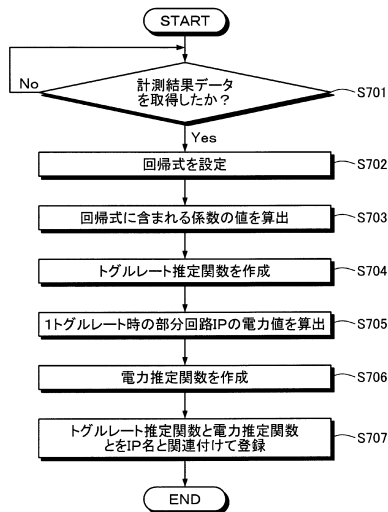 START
計測結果データ
を取得したか？
S701
No
Yes
回帰式を設定
S702
回帰式に含まれる係数の値を算出
S703
トグルレート推定関数を作成
S704
1トグルレート時の部分回路IPの電力値を算出
S705
電力推定関数を作成
S706
トグルレート推定関数と電力推定関数
とをIP名と関連付けて登録
S707
END